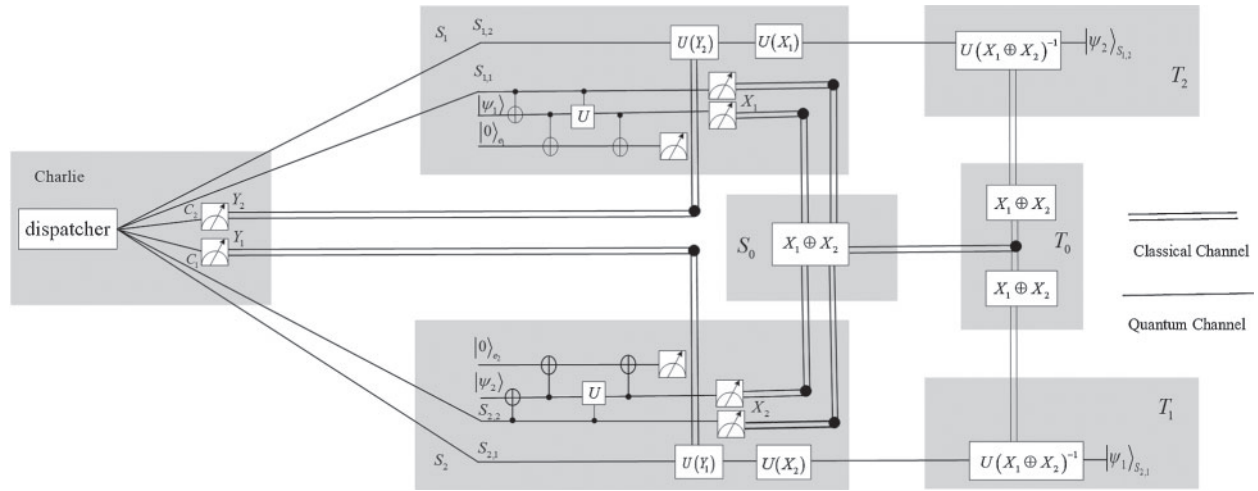 S₁
S₁,₂
U(Y₂)
U(X₁)
U(X₁ ⊕ X₂)⁻¹
|ψ₂⟩S₁,₂
T₂
S₁,₁
|ψ₁⟩
U
X₁
|0⟩e₁
Charlie
dispatcher
C₂
Y₂
C₁
Y₁
S₀
X₁ ⊕ X₂
X₁ ⊕ X₂
T₀
X₁ ⊕ X₂
Classical Channel
Quantum Channel
|0⟩e₂
|ψ₂⟩
U
X₂
S₂,₂
T₁
S₂
S₂,₁
U(Y₁)
U(X₂)
U(X₁ ⊕ X₂)⁻¹
|ψ₁⟩S₂,₁